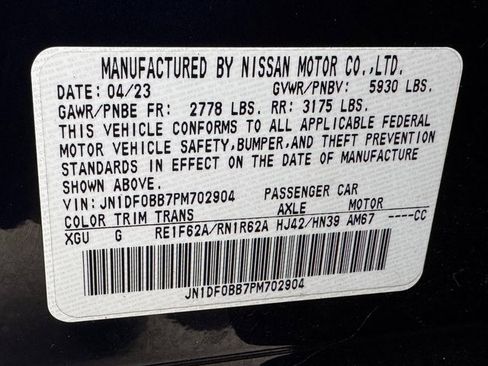 MANUFACTURED BY NISSAN MOTOR CO.,LTD.
DATE: 04/23 GVWR/PNBV: 5930 LBS.
GAWR/PNBE FR: 2778 LBS. RR: 3175 LBS.
THIS VEHICLE CONFORMS TO ALL APPLICABLE FEDERAL
MOTOR VEHICLE SAFETY,BUMPER,AND THEFT PREVENTION
STANDARDS IN EFFECT ON THE DATE OF MANUFACTURE
SHOWN ABOVE.
VIN: JN1DF0BB7PM702904 PASSENGER CAR
COLOR TRIM TRANS AXLE MOTOR
XGU G RE1F62A/RN1R62A HJ42/HN39 AM67 ----CC
JN1DF0BB7PM702904